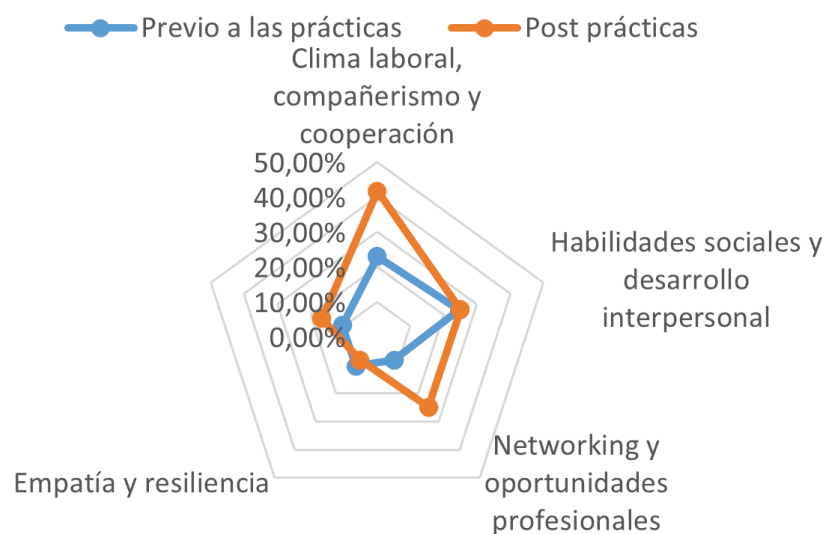 Previo a las prácticas
Post prácticas
Clima laboral,
compañerismo y
cooperación
50,00%
40,00%
30,00%
20,00%
10,00%
0,00%
Habilidades sociales y
desarrollo
interpersonal
Networking y
oportunidades
profesionales
Empatía y resiliencia